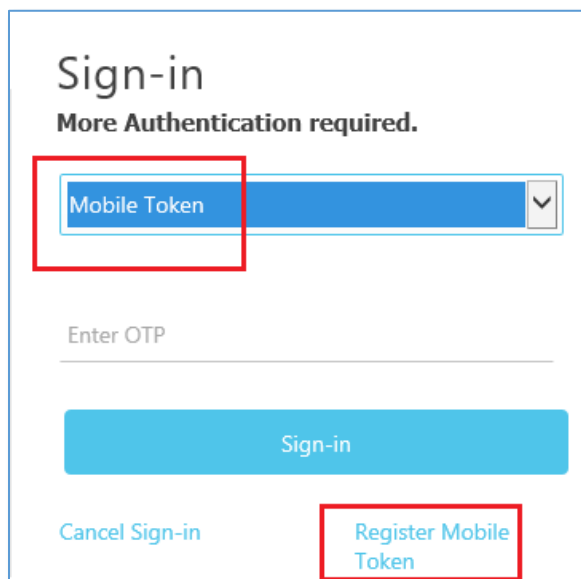 Sign-in
More Authentication required.
Mobile Token
Enter OTP
Sign-in
Cancel Sign-in
Register Mobile
Token